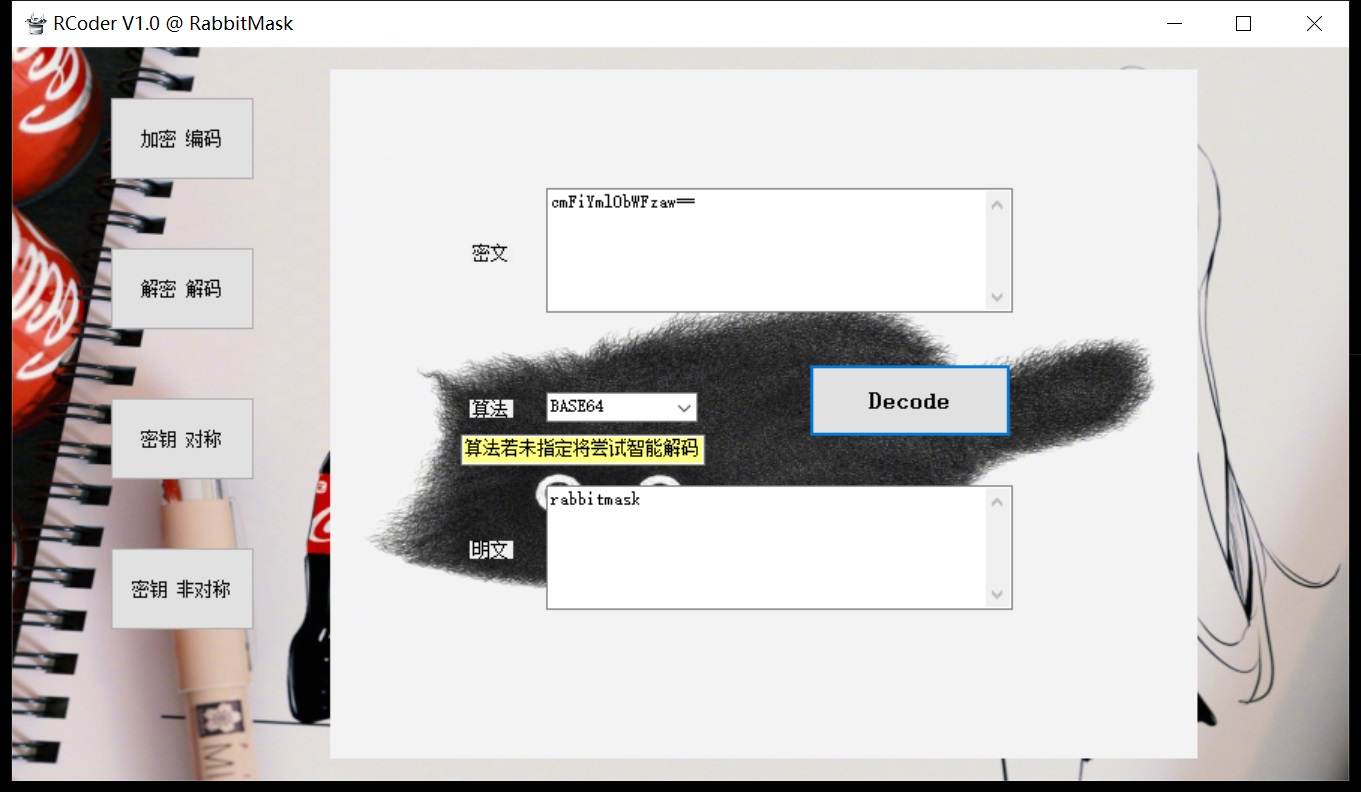 RCoder V1.0 @ RabbitMask
加密 编码
解密 解码
密钥 对称
密钥 非对称
密文
cmFiYml0bWFzaw==
算法
BASE64
Decode
算法若未指定将尝试智能解码
明文
rabbitmask